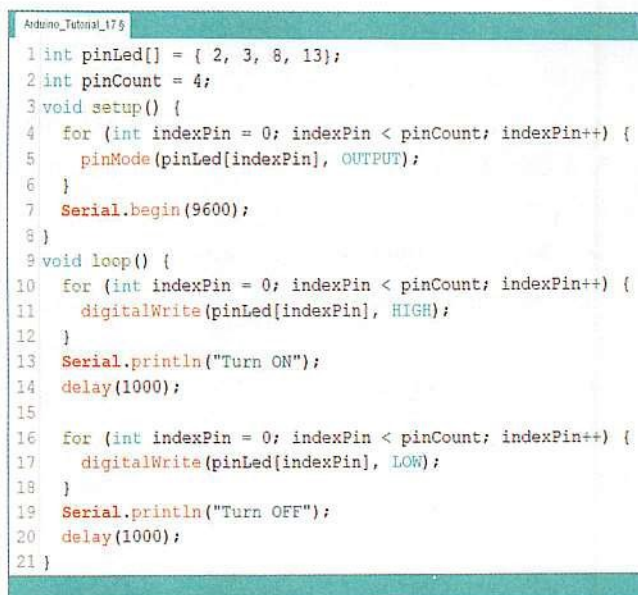 Arduino_Tutorial_17 §
1 int pinLed[] = { 2, 3, 8, 13};
2 int pinCount = 4;
3 void setup() {
4   for (int indexPin = 0; indexPin < pinCount; indexPin++) {
5     pinMode(pinLed[indexPin], OUTPUT);
6   }
7   Serial.begin(9600);
8 }
9 void loop() {
10   for (int indexPin = 0; indexPin < pinCount; indexPin++) {
11     digitalWrite(pinLed[indexPin], HIGH);
12   }
13   Serial.println("Turn ON");
14   delay(1000);
15
16   for (int indexPin = 0; indexPin < pinCount; indexPin++) {
17     digitalWrite(pinLed[indexPin], LOW);
18   }
19   Serial.println("Turn OFF");
20   delay(1000);
21 }